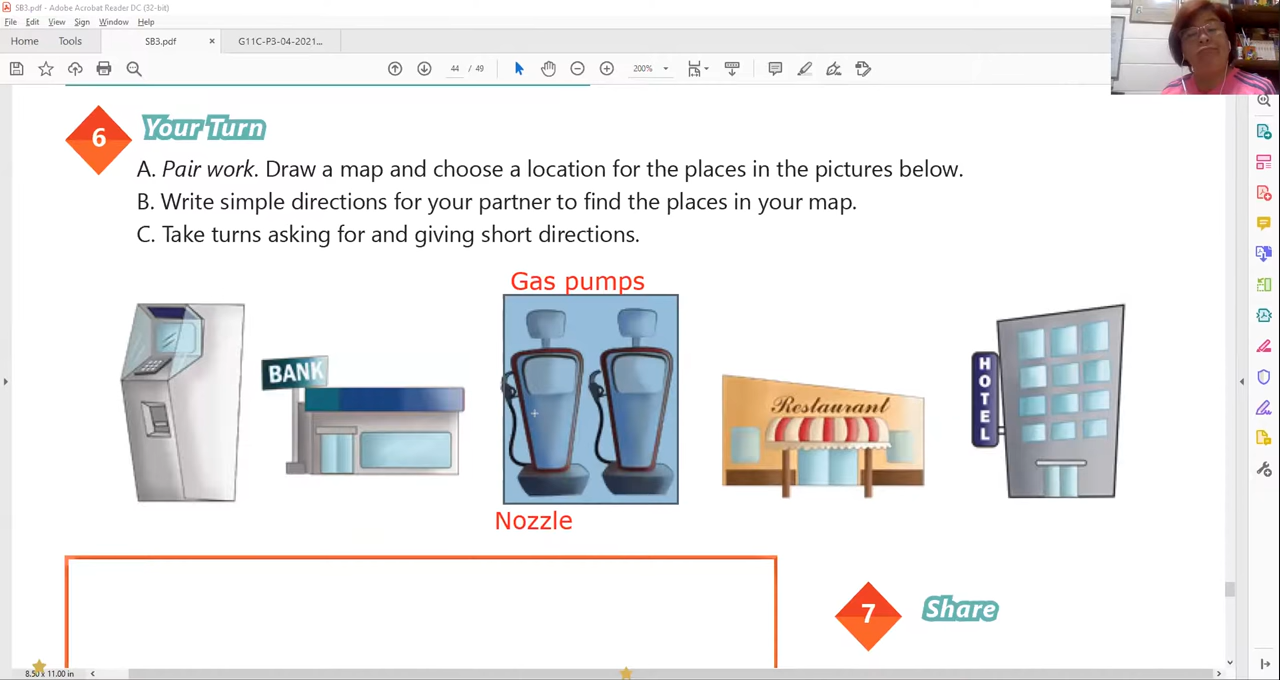 SB3.pdf - Adobe Acrobat Reader DC (32-bit)
File Edit View Sign Window Help
Home Tools SB3.pdf × G11C-P3-04-2021...
44 / 49 200%
6 Your Turn
A. Pair work. Draw a map and choose a location for the places in the pictures below.
B. Write simple directions for your partner to find the places in your map.
C. Take turns asking for and giving short directions.
Gas pumps
BANK
Restaurant
HOTEL
Nozzle
7 Share
8.50 x 11.00 in